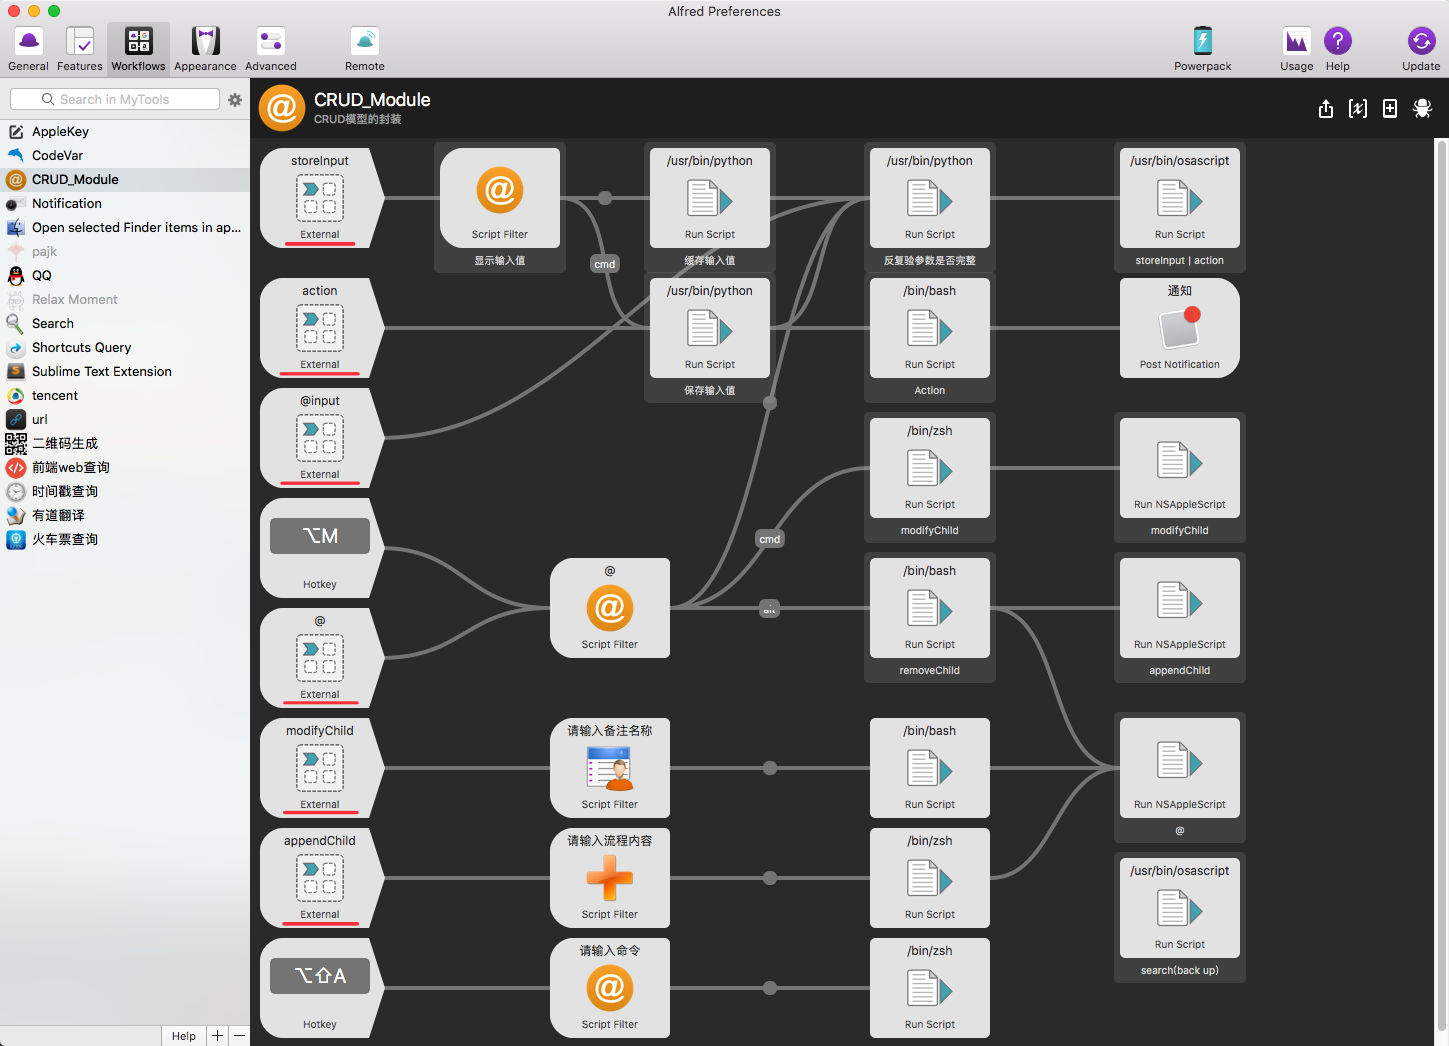 Alfred Preferences
General
Features
Workflows
Appearance
Advanced
Remote
Powerpack
Usage
Help
Update
Search in MyTools
AppleKey
CodeVar
CRUD_Module
Notification
Open selected Finder items in ap...
pajk
QQ
Relax Moment
Search
Shortcuts Query
Sublime Text Extension
tencent
url
二维码生成
前端web查询
时间戳查询
有道翻译
火车票查询
Help
CRUD_Module
CRUD模型的封装
storeInput
External
Script Filter
显示输入值
cmd
/usr/bin/python
Run Script
缓存输入值
/usr/bin/python
Run Script
反复验参数是否完整
/usr/bin/osascript
Run Script
storeInput | action
action
External
/usr/bin/python
Run Script
保存输入值
/bin/bash
Run Script
Action
通知
Post Notification
@input
External
/bin/zsh
Run Script
modifyChild
Run NSAppleScript
modifyChild
⌥M
Hotkey
cmd
@
Script Filter
alt
/bin/bash
Run Script
removeChild
Run NSAppleScript
appendChild
@
External
modifyChild
External
请输入备注名称
Script Filter
/bin/bash
Run Script
Run NSAppleScript
@
appendChild
External
请输入流程内容
Script Filter
/bin/zsh
Run Script
/usr/bin/osascript
Run Script
search(back up)
⌥⇧A
Hotkey
请输入命令
Script Filter
/bin/zsh
Run Script